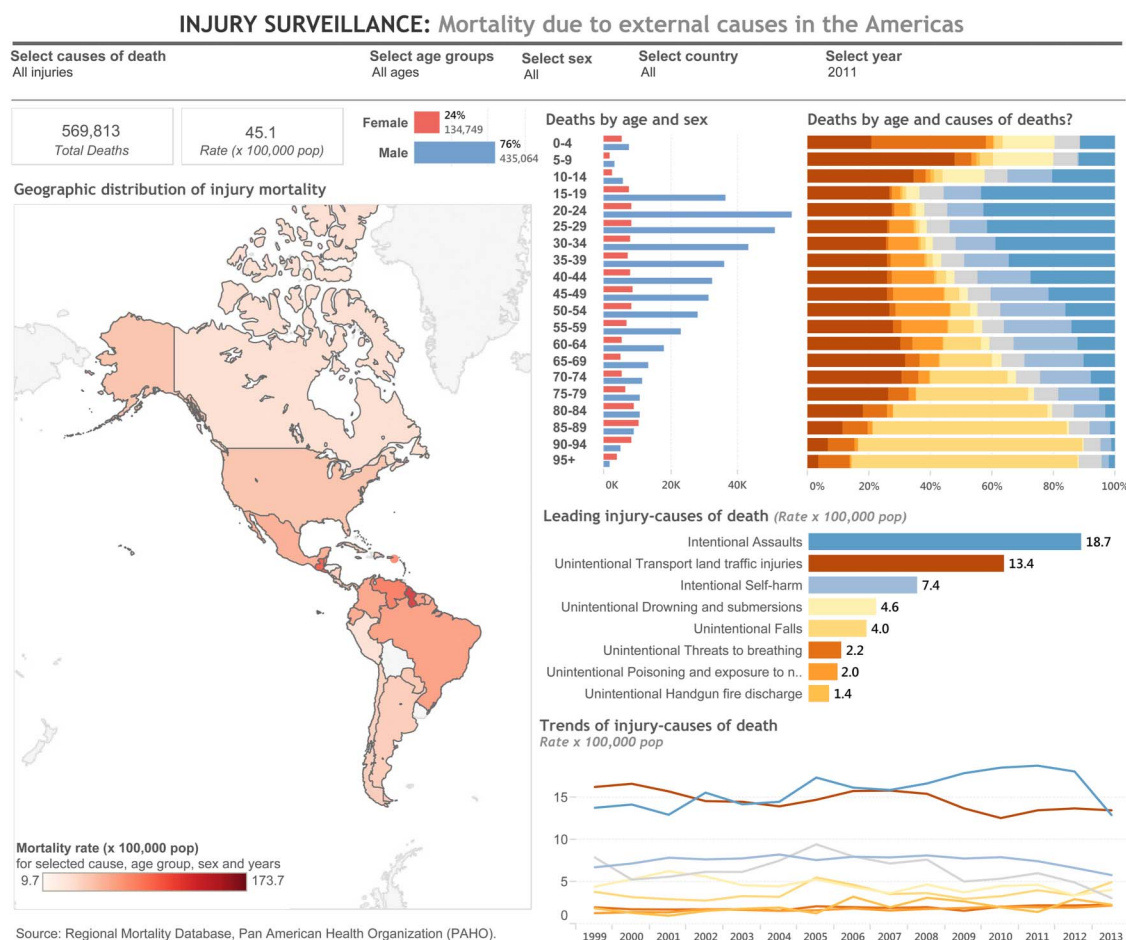 INJURY SURVEILLANCE: Mortality due to external causes in the Americas
Select causes of death
All injuries
Select age groups
All ages
Select sex
All
Select country
All
Select year
2011
569,813
Total Deaths
45.1
Rate (x 100,000 pop)
Female
24%
134,749
Male
76%
435,064
Geographic distribution of injury mortality
Mortality rate (x 100,000 pop)
for selected cause, age group, sex and years
9.7
173.7
Deaths by age and sex
0-4
5-9
10-14
15-19
20-24
25-29
30-34
35-39
40-44
45-49
50-54
55-59
60-64
65-69
70-74
75-79
80-84
85-89
90-94
95+
0K 20K 40K
Deaths by age and causes of deaths?
0% 20% 40% 60% 80% 100%
Leading injury-causes of death (Rate x 100,000 pop)
Intentional Assaults 18.7
Unintentional Transport land traffic injuries 13.4
Intentional Self-harm 7.4
Unintentional Drowning and submersions 4.6
Unintentional Falls 4.0
Unintentional Threats to breathing 2.2
Unintentional Poisoning and exposure to n.. 2.0
Unintentional Handgun fire discharge 1.4
Trends of injury-causes of death
Rate x 100,000 pop
15
10
5
0
1999 2000 2001 2002 2003 2004 2005 2006 2007 2008 2009 2010 2011 2012 2013
Source: Regional Mortality Database, Pan American Health Organization (PAHO).